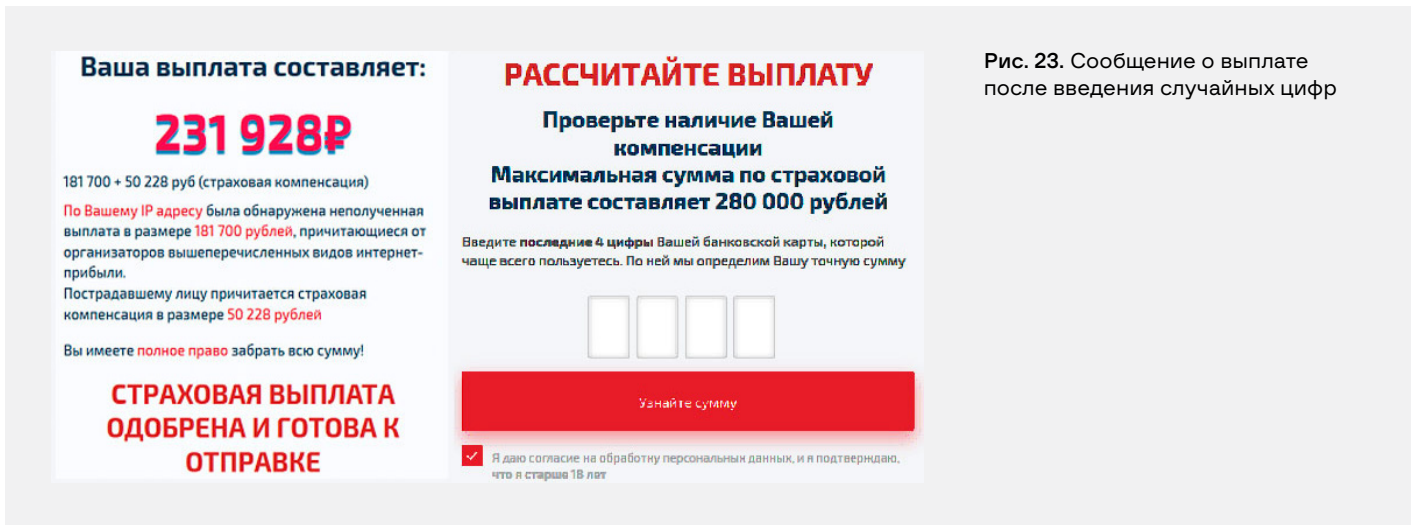 Ваша выплата составляет:
231 928₽
181 700 + 50 228 руб (страховая компенсация)
По Вашему IP адресу была обнаружена неполученная
выплата в размере 181 700 рублей, причитающиеся от
организаторов вышеперечисленных видов интернет-
прибыли.
Пострадавшему лицу причитается страховая
компенсация в размере 50 228 рублей
Вы имеете полное право забрать всю сумму!
СТРАХОВАЯ ВЫПЛАТА
ОДОБРЕНА И ГОТОВА К
ОТПРАВКЕ
РАССЧИТАЙТЕ ВЫПЛАТУ
Проверьте наличие Вашей
компенсации
Максимальная сумма по страховой
выплате составляет 280 000 рублей
Введите последние 4 цифры Вашей банковской карты, которой
чаще всего пользуетесь. По ней мы определим Вашу точную сумму
Узнайте сумму
Я даю согласие на обработку персональных данных, и я подтверждаю,
что я старше 18 лет
Рис. 23. Сообщение о выплате
после введения случайных цифр